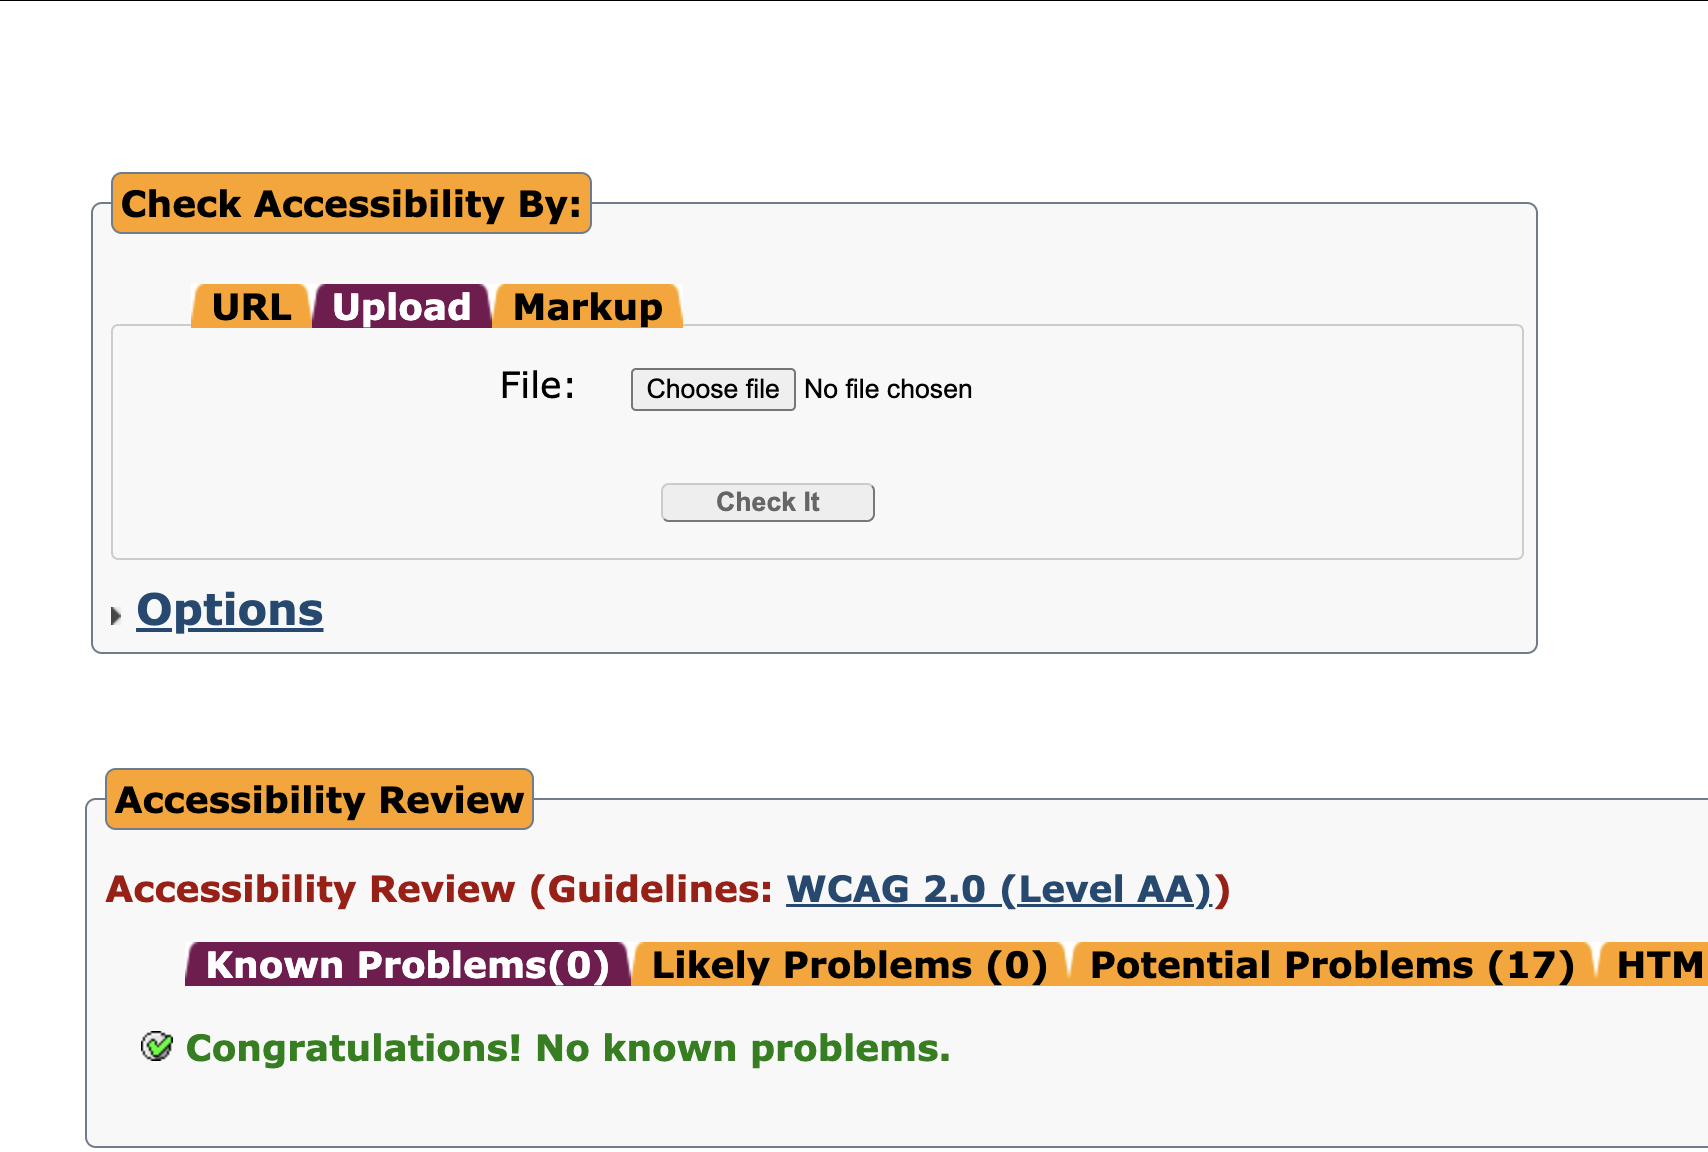 Check Accessibility By:
URL Upload Markup
File: Choose file No file chosen
Check It
Options
Accessibility Review
Accessibility Review (Guidelines: WCAG 2.0 (Level AA))
Known Problems(0) Likely Problems (0) Potential Problems (17) HTM
Congratulations! No known problems.